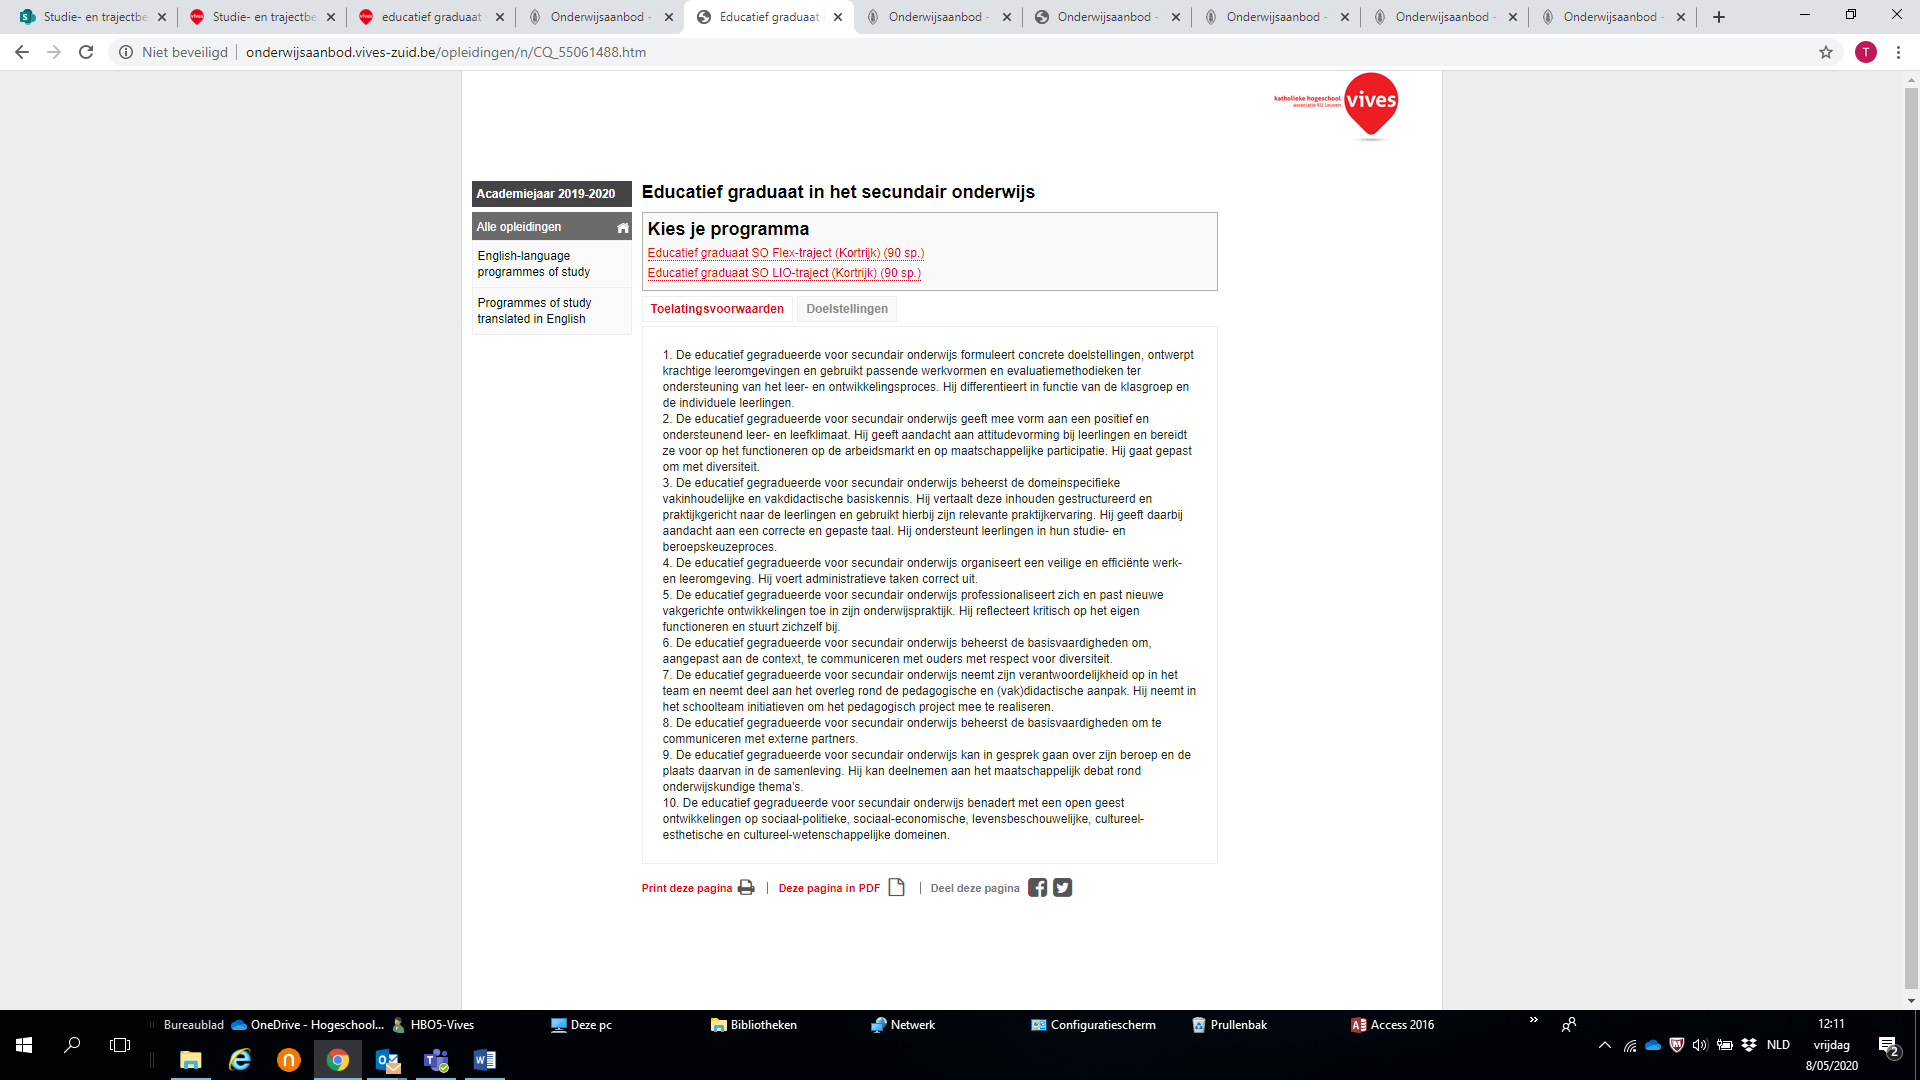 Studie- en trajectbe
Studie- en trajectbe
educatief graduaat
Onderwijsaanbod -
Educatief graduaat
Onderwijsaanbod -
Onderwijsaanbod -
Onderwijsaanbod -
Onderwijsaanbod -
Onderwijsaanbod -
Niet beveiligd
onderwijsaanbod.vives-zuid.be/opleidingen/n/CQ_55061488.htm
T
katholieke hogeschool
associatie KU Leuven
vives
Academiejaar 2019-2020
Alle opleidingen
English-language
programmes of study
Programmes of study
translated in English
Educatief graduaat in het secundair onderwijs
Kies je programma
Educatief graduaat SO Flex-traject (Kortrijk) (90 sp.)
Educatief graduaat SO LIO-traject (Kortrijk) (90 sp.)
Toelatingsvoorwaarden
Doelstellingen
1. De educatief gegradueerde voor secundair onderwijs formuleert concrete doelstellingen, ontwerpt
krachtige leeromgevingen en gebruikt passende werkvormen en evaluatiemethodieken ter
ondersteuning van het leer- en ontwikkelingsproces. Hij differentieert in functie van de klasgroep en
de individuele leerlingen.
2. De educatief gegradueerde voor secundair onderwijs geeft mee vorm aan een positief en
ondersteunend leer- en leefklimaat. Hij geeft aandacht aan attitudevorming bij leerlingen en bereidt
ze voor op het functioneren op de arbeidsmarkt en op maatschappelijke participatie. Hij gaat gepast
om met diversiteit.
3. De educatief gegradueerde voor secundair onderwijs beheerst de domeinspecifieke
vakinhoudelijke en vakdidactische basiskennis. Hij vertaalt deze inhouden gestructureerd en
praktijkgericht naar de leerlingen en gebruikt hierbij zijn relevante praktijkervaring. Hij geeft daarbij
aandacht aan een correcte en gepaste taal. Hij ondersteunt leerlingen in hun studie- en
beroepskeuzeproces.
4. De educatief gegradueerde voor secundair onderwijs organiseert een veilige en efficiënte werk-
en leeromgeving. Hij voert administratieve taken correct uit.
5. De educatief gegradueerde voor secundair onderwijs professionaliseert zich en past nieuwe
vakgerichte ontwikkelingen toe in zijn onderwijspraktijk. Hij reflecteert kritisch op het eigen
functioneren en stuurt zichzelf bij.
6. De educatief gegradueerde voor secundair onderwijs beheerst de basisvaardigheden om,
aangepast aan de context, te communiceren met ouders met respect voor diversiteit.
7. De educatief gegradueerde voor secundair onderwijs neemt zijn verantwoordelijkheid op in het
team en neemt deel aan het overleg rond de pedagogische en (vak)didactische aanpak. Hij neemt in
het schoolteam initiatieven om het pedagogisch project mee te realiseren.
8. De educatief gegradueerde voor secundair onderwijs beheerst de basisvaardigheden om te
communiceren met externe partners.
9. De educatief gegradueerde voor secundair onderwijs kan in gesprek gaan over zijn beroep en de
plaats daarvan in de samenleving. Hij kan deelnemen aan het maatschappelijk debat rond
onderwijskundige thema's.
10. De educatief gegradueerde voor secundair onderwijs benadert met een open geest
ontwikkelingen op sociaal-politieke, sociaal-economische, levensbeschouwelijke, cultureel-
esthetische en cultureel-wetenschappelijke domeinen.
Print deze pagina
Deze pagina in PDF
Deel deze pagina
Bureaublad
OneDrive - Hogeschool...
HBO5-Vives
Deze pc
Bibliotheken
Netwerk
Configuratiescherm
Prullenbak
Access 2016
NLD
12:11
vrijdag
8/05/2020
2